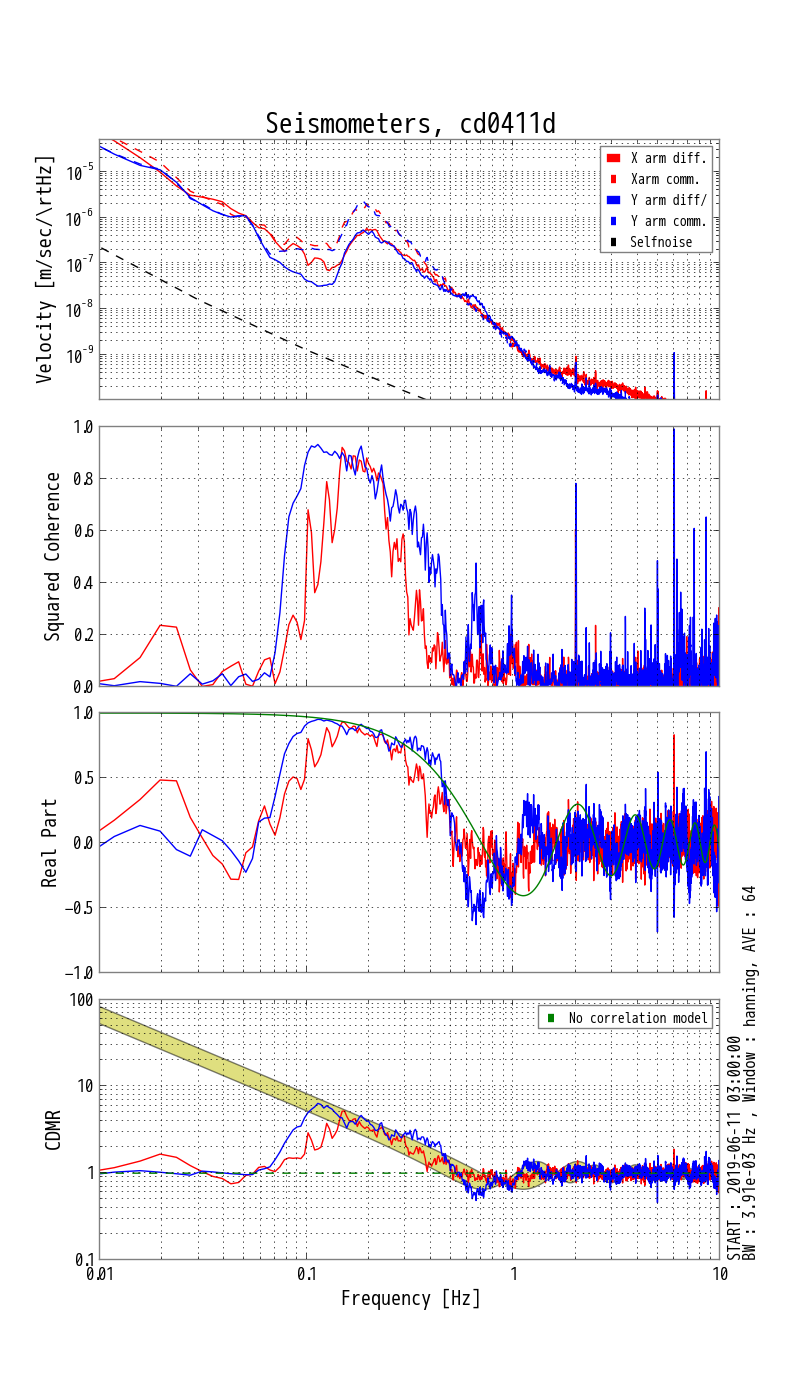 Seismometers, cd0411d
Velocity [m/sec/\rtHz]
10^-5
10^-6
10^-7
10^-8
10^-9
X arm diff.
Xarm comm.
Y arm diff/
Y arm comm.
Selfnoise
Squared Coherence
1.0
0.8
0.6
0.4
0.2
0.0
Real Part
1.0
0.5
0.0
−0.5
−1.0
CDMR
100
10
1
0.1
No correlation model
0.01 0.1 1 10
Frequency [Hz]
START : 2019-06-11 03:00:00
BW : 3.91e-03 Hz , Window : hanning, AVE : 64